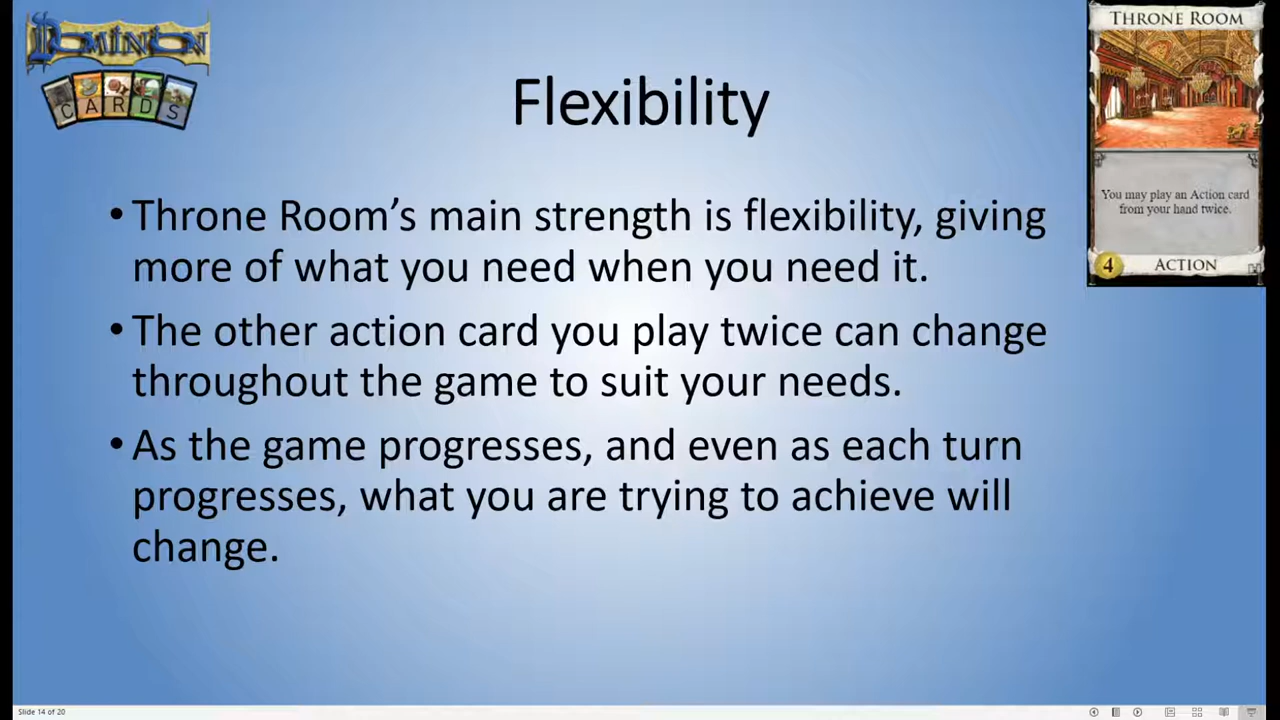 DOMINION
CARDS
Flexibility
• Throne Room’s main strength is flexibility, giving
more of what you need when you need it.
• The other action card you play twice can change
throughout the game to suit your needs.
• As the game progresses, and even as each turn
progresses, what you are trying to achieve will
change.
THRONE ROOM
You may play an Action card
from your hand twice.
4
ACTION
Slide 14 of 20